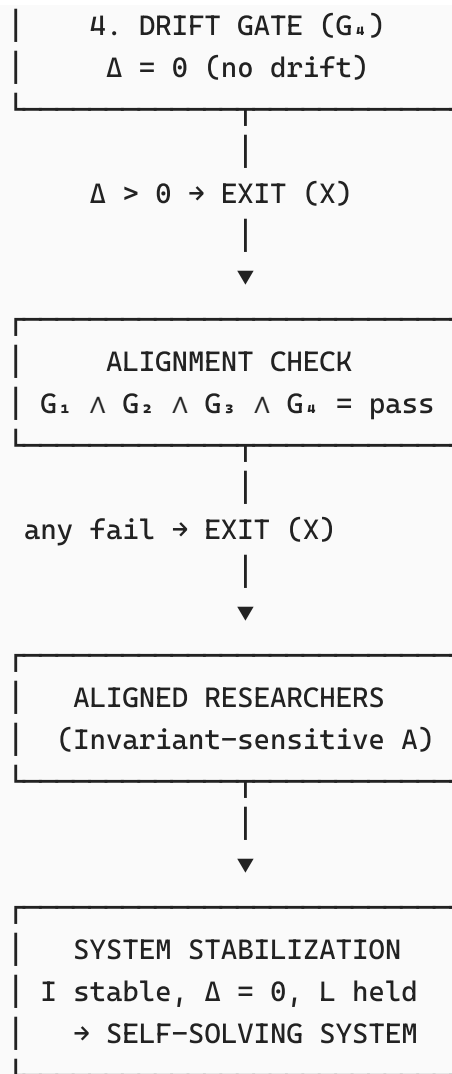 4. DRIFT GATE (G₄)
Δ = 0 (no drift)
Δ > 0 → EXIT (X)
ALIGNMENT CHECK
G₁ ∧ G₂ ∧ G₃ ∧ G₄ = pass
any fail → EXIT (X)
ALIGNED RESEARCHERS
(Invariant-sensitive A)
SYSTEM STABILIZATION
I stable, Δ = 0, L held
→ SELF-SOLVING SYSTEM